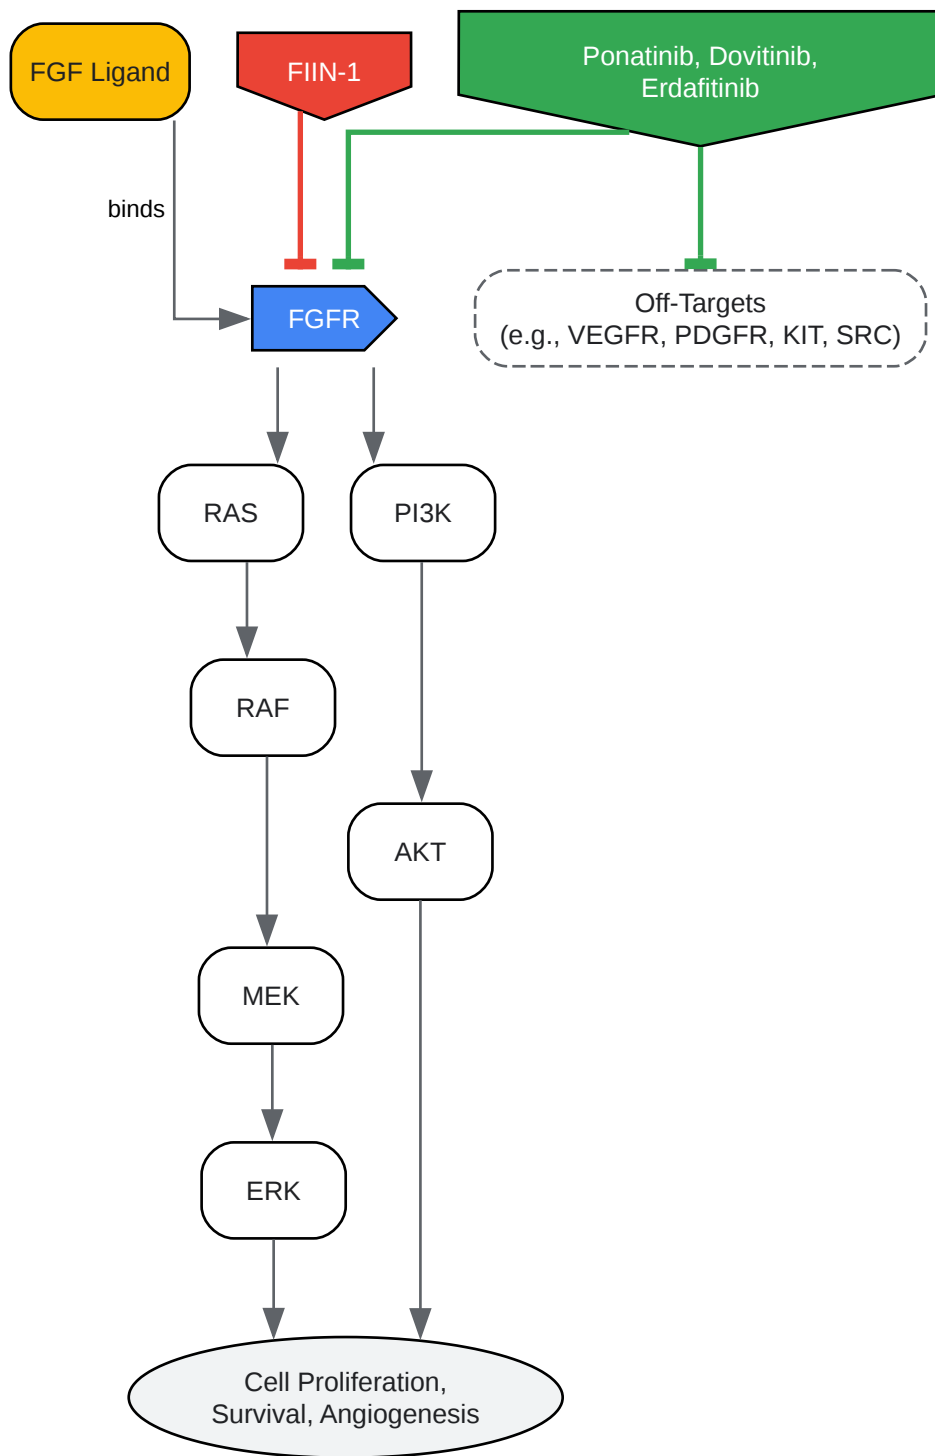 FGF Ligand
FIIN-1
Ponatinib, Dovitinib,
Erdafitinib
binds
FGFR
Off-Targets
(e.g., VEGFR, PDGFR, KIT, SRC)
RAS
PI3K
RAF
AKT
MEK
ERK
Cell Proliferation,
Survival, Angiogenesis